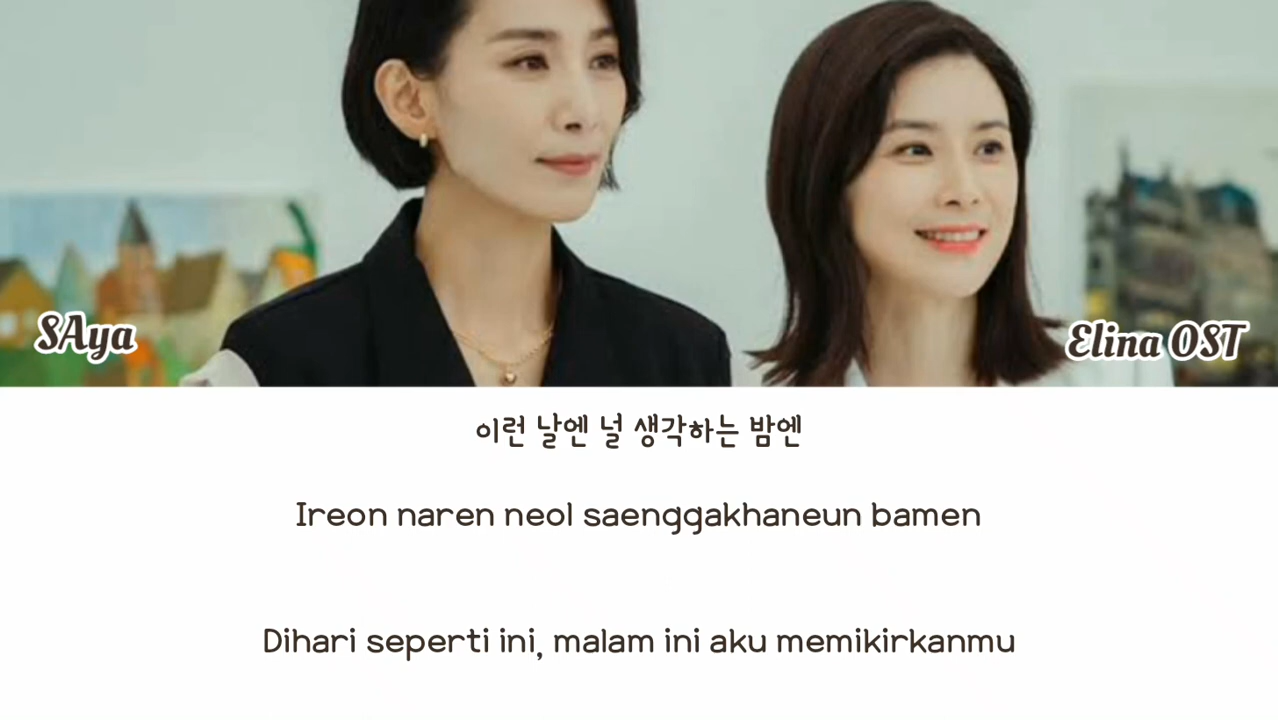 SAya
Elina OST
이런 날엔 널 생각하는 밤엔
Ireon naren neol saenggakhaneun bamen
Dihari seperti ini, malam ini aku memikirkanmu